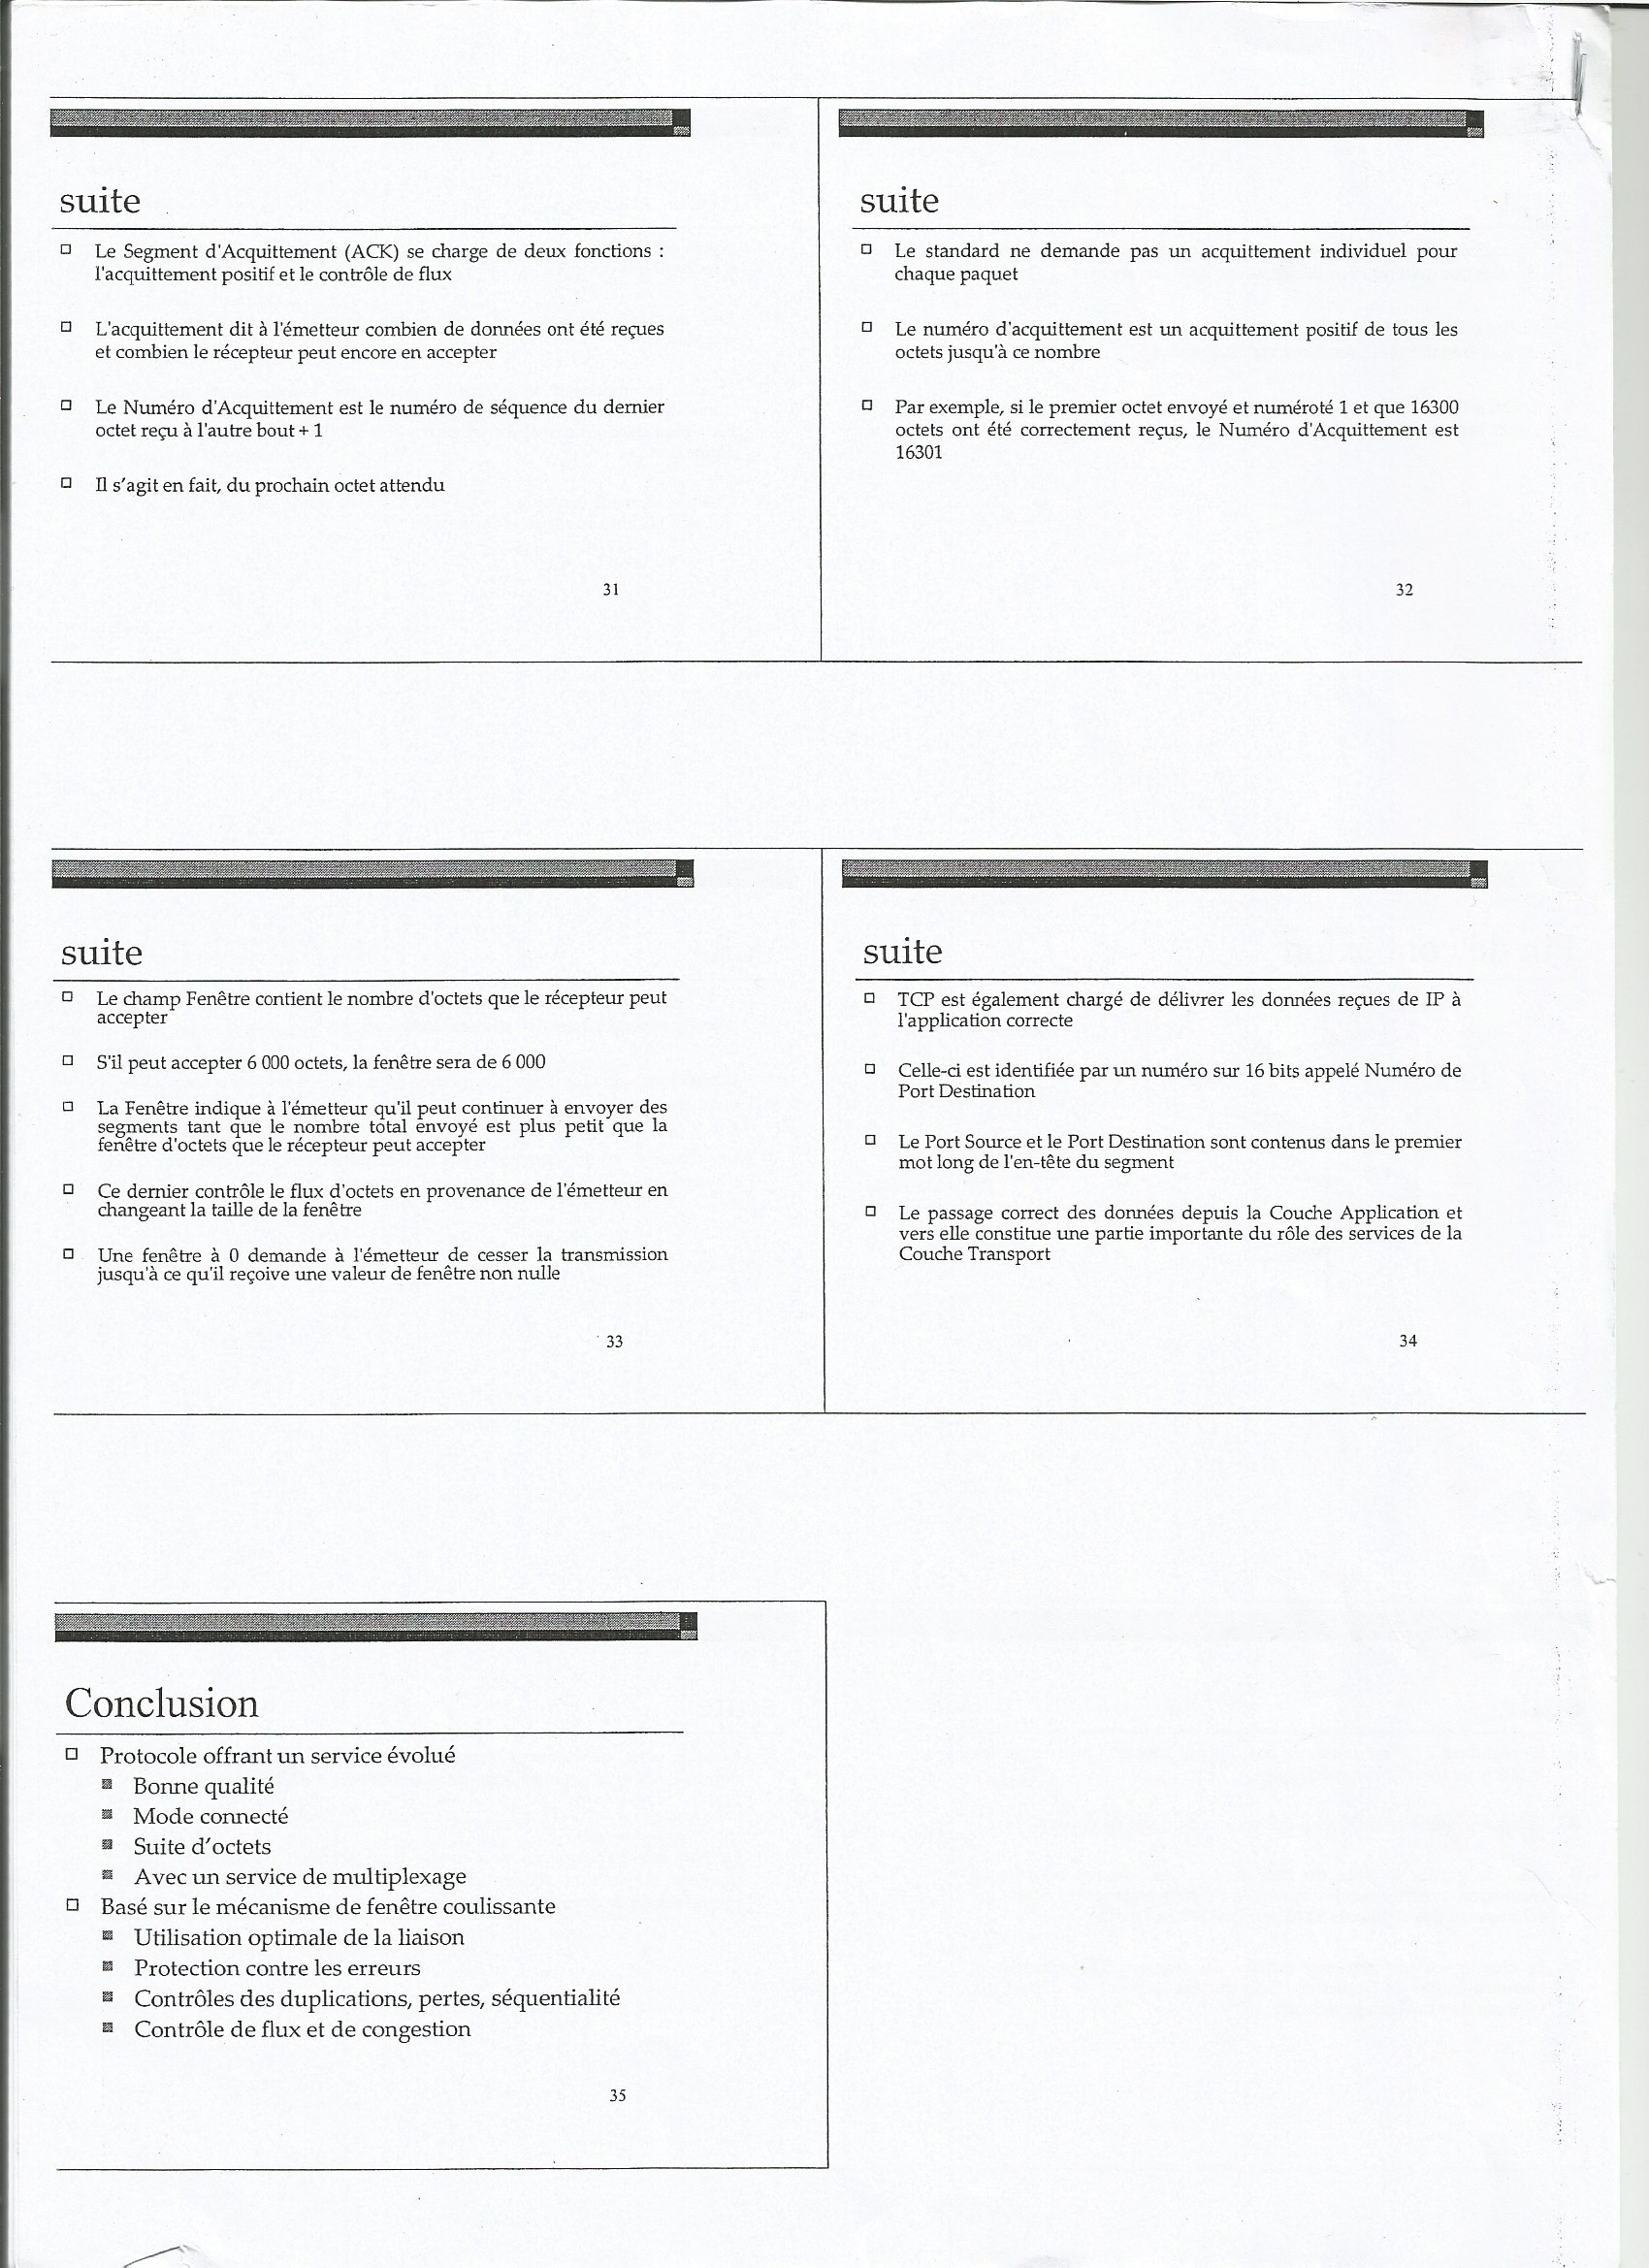 suite
Le Segment d'Acquittement (ACK) se charge de deux fonctions :
l'acquittement positif et le contrôle de flux
L'acquittement dit à l'émetteur combien de données ont été reçues
et combien le récepteur peut encore en accepter
Le Numéro d'Acquittement est le numéro de séquence du dernier
octet reçu à l'autre bout + 1
Il s'agit en fait, du prochain octet attendu
31
suite
Le standard ne demande pas un acquittement individuel pour
chaque paquet
Le numéro d'acquittement est un acquittement positif de tous les
octets jusqu'à ce nombre
Par exemple, si le premier octet envoyé et numéroté 1 et que 16300
octets ont été correctement reçus, le Numéro d'Acquittement est
16301
32
suite
Le champ Fenêtre contient le nombre d'octets que le récepteur peut
accepter
S'il peut accepter 6 000 octets, la fenêtre sera de 6 000
La Fenêtre indique à l'émetteur qu'il peut continuer à envoyer des
segments tant que le nombre total envoyé est plus petit que la
fenêtre d'octets que le récepteur peut accepter
Ce dernier contrôle le flux d'octets en provenance de l'émetteur en
changeant la taille de la fenêtre
Une fenêtre à 0 demande à l'émetteur de cesser la transmission
jusqu'à ce qu'il reçoive une valeur de fenêtre non nulle
33
suite
TCP est également chargé de délivrer les données reçues de IP à
l'application correcte
Celle-ci est identifiée par un numéro sur 16 bits appelé Numéro de
Port Destination
Le Port Source et le Port Destination sont contenus dans le premier
mot long de l'en-tête du segment
Le passage correct des données depuis la Couche Application et
vers elle constitue une partie importante du rôle des services de la
Couche Transport
34
Conclusion
Protocole offrant un service évolué
Bonne qualité
Mode connecté
Suite d'octets
Avec un service de multiplexage
Basé sur le mécanisme de fenêtre coulissante
Utilisation optimale de la liaison
Protection contre les erreurs
Contrôles des duplications, pertes, séquentialité
Contrôle de flux et de congestion
35